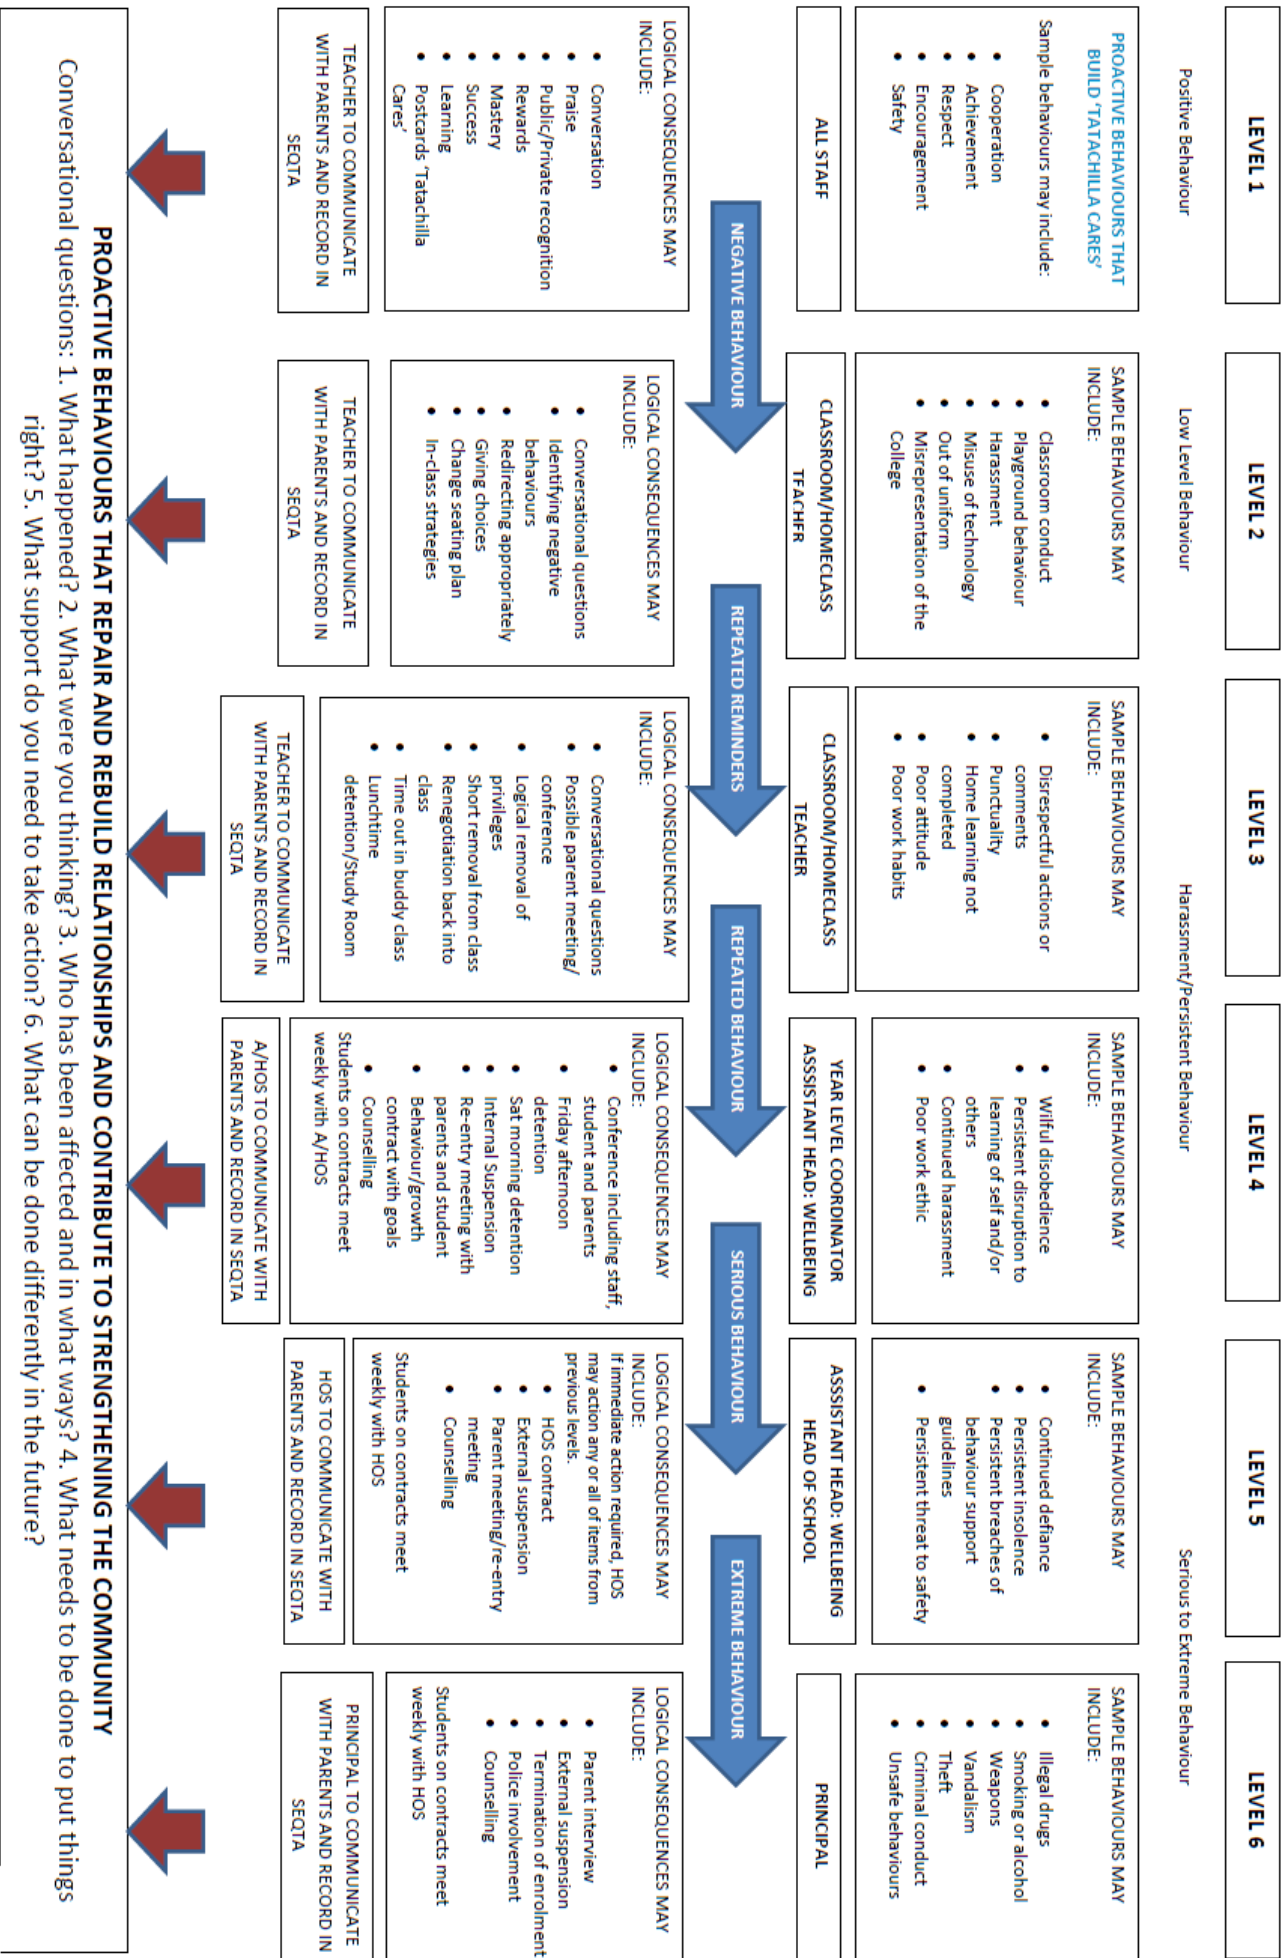 LEVEL 1
LEVEL 2
LEVEL 3
LEVEL 4
LEVEL 5
LEVEL 6
Positive Behaviour
Low Level Behaviour
Harassment/Persistent Behaviour
Serious to Extreme Behaviour
PROACTIVE BEHAVIOURS THAT
BUILD ‘TATACHILLA CARES’
Sample behaviours may include:
• Cooperation
• Achievement
• Respect
• Encouragement
• Safety
SAMPLE BEHAVIOURS MAY
INCLUDE:
• Classroom conduct
• Playground behaviour
• Harassment
• Misuse of technology
• Out of uniform
• Misrepresentation of the
College
SAMPLE BEHAVIOURS MAY
INCLUDE:
• Disrespectful actions or
comments
• Punctuality
• Home learning not
completed
• Poor attitude
• Poor work habits
SAMPLE BEHAVIOURS MAY
INCLUDE:
• Wilful disobedience
• Persistent disruption to
learning of self and/or
others
• Continued harassment
• Poor work ethic
SAMPLE BEHAVIOURS MAY
INCLUDE:
• Continued defiance
• Persistent insolence
• Persistent breaches of
behaviour support
guidelines
• Persistent threat to safety
SAMPLE BEHAVIOURS MAY
INCLUDE:
• Illegal drugs
• Smoking or alcohol
• Weapons
• Vandalism
• Theft
• Criminal conduct
• Unsafe behaviours
ALL STAFF
CLASSROOM/HOMECLASS
TEACHER
CLASSROOM/HOMECLASS
TEACHER
YEAR LEVEL COORDINATOR
ASSSISTANT HEAD: WELLBEING
ASSSISTANT HEAD: WELLBEING
HEAD OF SCHOOL
PRINCIPAL
NEGATIVE BEHAVIOUR
REPEATED REMINDERS
REPEATED BEHAVIOUR
SERIOUS BEHAVIOUR
EXTREME BEHAVIOUR
LOGICAL CONSEQUENCES MAY
INCLUDE:
• Conversation
• Praise
• Public/Private recognition
• Rewards
• Mastery
• Success
• Learning
• Postcards ‘Tatachilla
Cares’
LOGICAL CONSEQUENCES MAY
INCLUDE:
• Conversational questions
• Identifying negative
behaviours
• Redirecting appropriately
• Giving choices
• Change seating plan
• In-class strategies
LOGICAL CONSEQUENCES MAY
INCLUDE:
• Conversational questions
• Possible parent meeting/
conference
• Logical removal of
privileges
• Short removal from class
• Renegotiation back into
class
• Time out in buddy class
• Lunchtime
detention/Study Room
LOGICAL CONSEQUENCES MAY
INCLUDE:
• Conference including staff,
student and parents
• Friday afternoon
detention
• Sat morning detention
• Internal Suspension
• Re-entry meeting with
parents and student
• Behaviour/growth
contract with goals
• Counselling
Students on contracts meet
weekly with A/HOS
LOGICAL CONSEQUENCES MAY
INCLUDE:
If immediate action required, HOS
may action any or all of items from
previous levels.
• HOS contract
• External suspension
• Parent meeting/re-entry
meeting
• Counselling
Students on contracts meet
weekly with HOS
LOGICAL CONSEQUENCES MAY
INCLUDE:
• Parent interview
• External suspension
• Termination of enrolment
• Police involvement
• Counselling
Students on contracts meet
weekly with HOS
TEACHER TO COMMUNICATE
WITH PARENTS AND RECORD IN
SEQTA
TEACHER TO COMMUNICATE
WITH PARENTS AND RECORD IN
SEQTA
TEACHER TO COMMUNICATE
WITH PARENTS AND RECORD IN
SEQTA
A/HOS TO COMMUNICATE WITH
PARENTS AND RECORD IN SEQTA
HOS TO COMMUNICATE WITH
PARENTS AND RECORD IN SEQTA
PRINCIPAL TO COMMUNICATE
WITH PARENTS AND RECORD IN
SEQTA
PROACTIVE BEHAVIOURS THAT REPAIR AND REBUILD RELATIONSHIPS AND CONTRIBUTE TO STRENGTHENING THE COMMUNITY
Conversational questions: 1. What happened? 2. What were you thinking? 3. Who has been affected and in what ways? 4. What needs to be done to put things
right? 5. What support do you need to take action? 6. What can be done differently in the future?